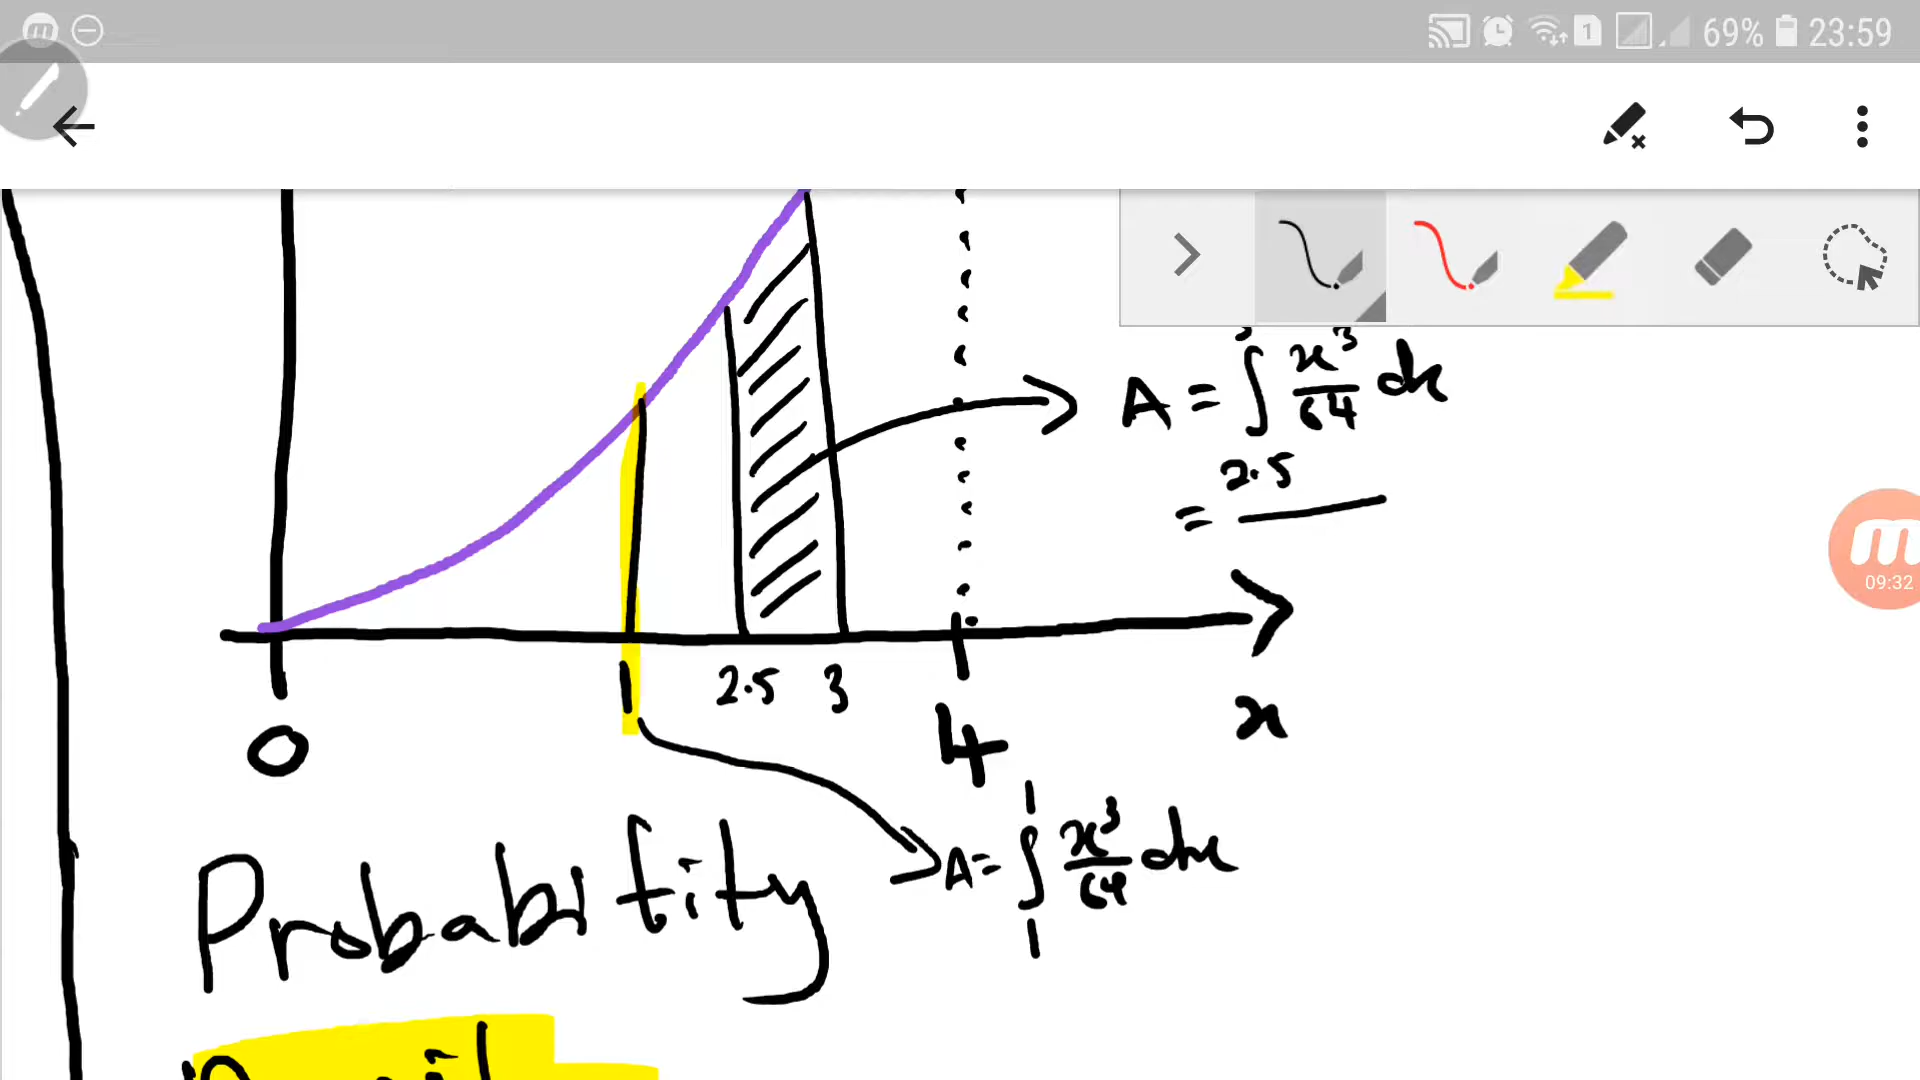 69% 23:59
1
A = ∫ x³/64 dx
2.5
=
09:32
1 2.5 3
0 4 x
1
A = ∫ x³/64 dx
1
Probability